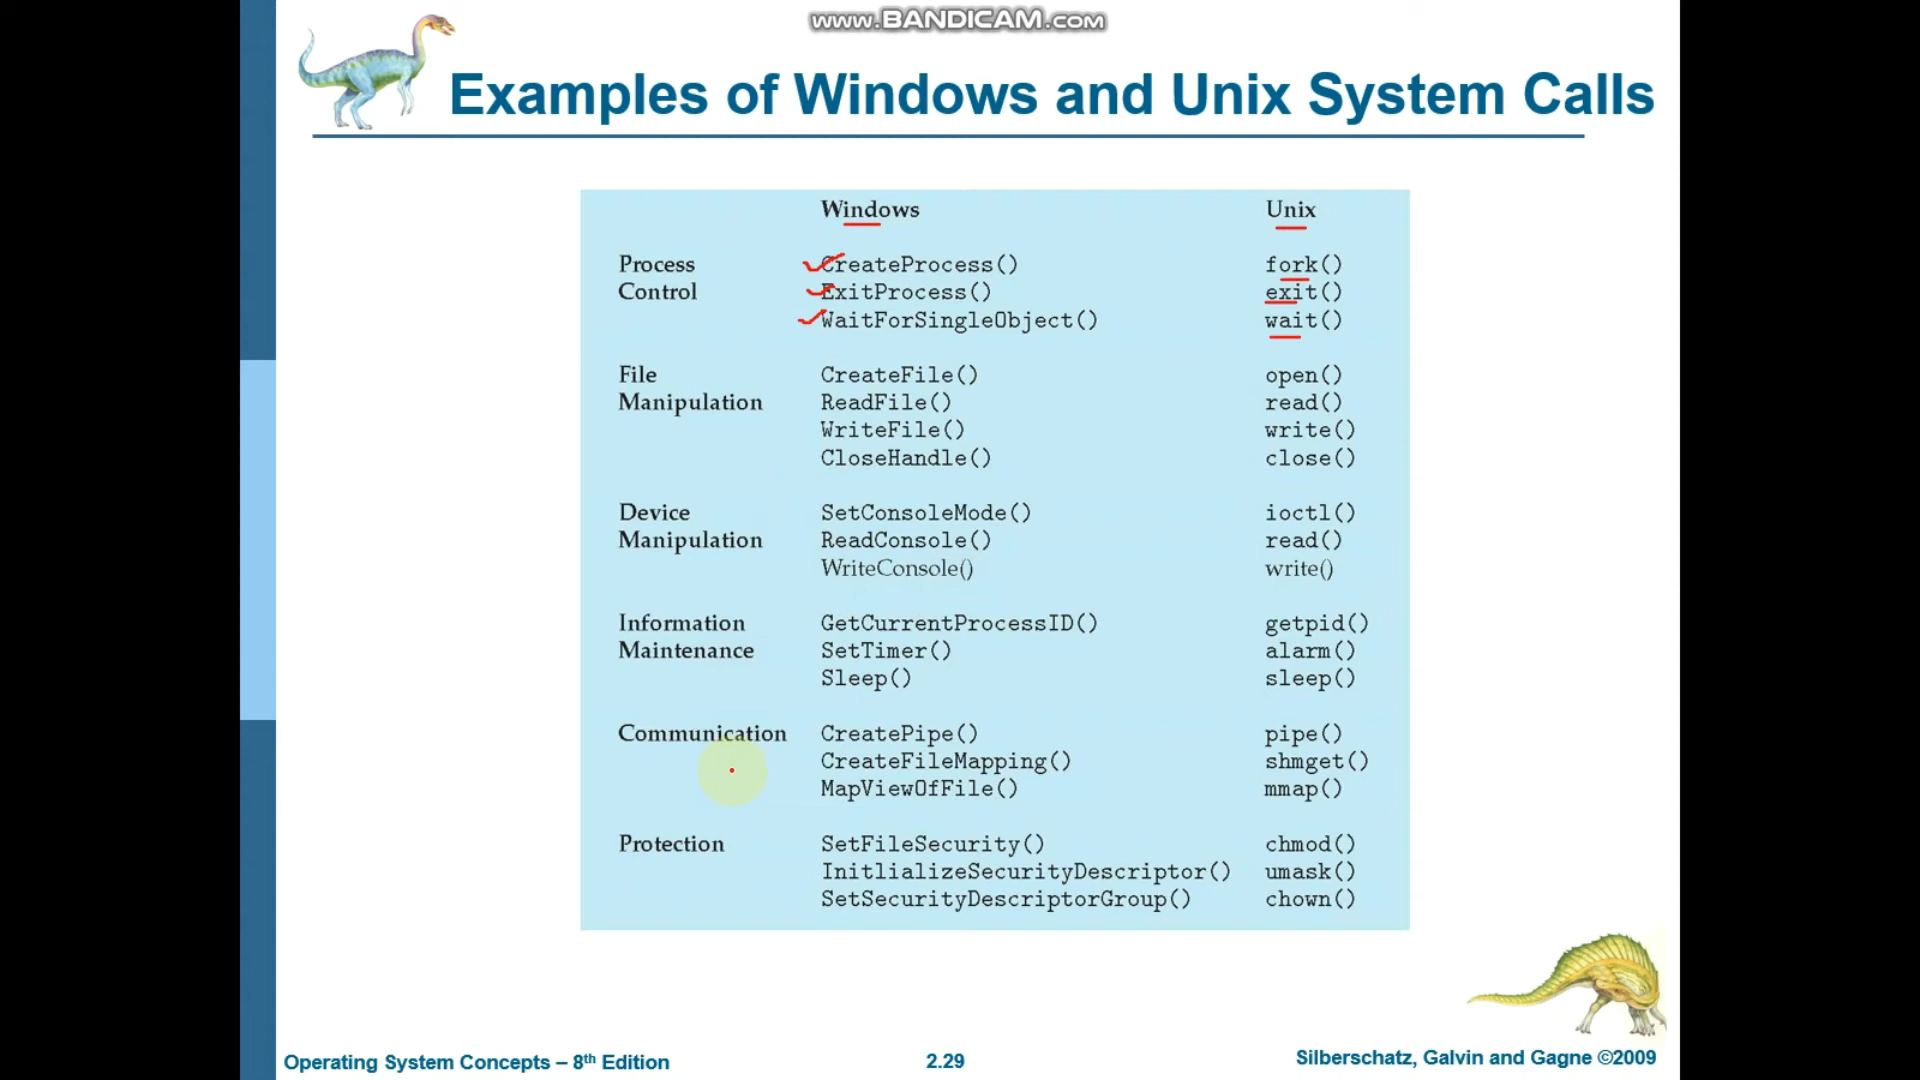 www.BANDICAM.com
Examples of Windows and Unix System Calls
Windows Unix
Process CreateProcess() fork()
Control ExitProcess() exit()
WaitForSingleObject() wait()
File CreateFile() open()
Manipulation ReadFile() read()
WriteFile() write()
CloseHandle() close()
Device SetConsoleMode() ioctl()
Manipulation ReadConsole() read()
WriteConsole() write()
Information GetCurrentProcessID() getpid()
Maintenance SetTimer() alarm()
Sleep() sleep()
Communication CreatePipe() pipe()
CreateFileMapping() shmget()
MapViewOfFile() mmap()
Protection SetFileSecurity() chmod()
InitlializeSecurityDescriptor() umask()
SetSecurityDescriptorGroup() chown()
Operating System Concepts – 8th Edition 2.29 Silberschatz, Galvin and Gagne ©2009